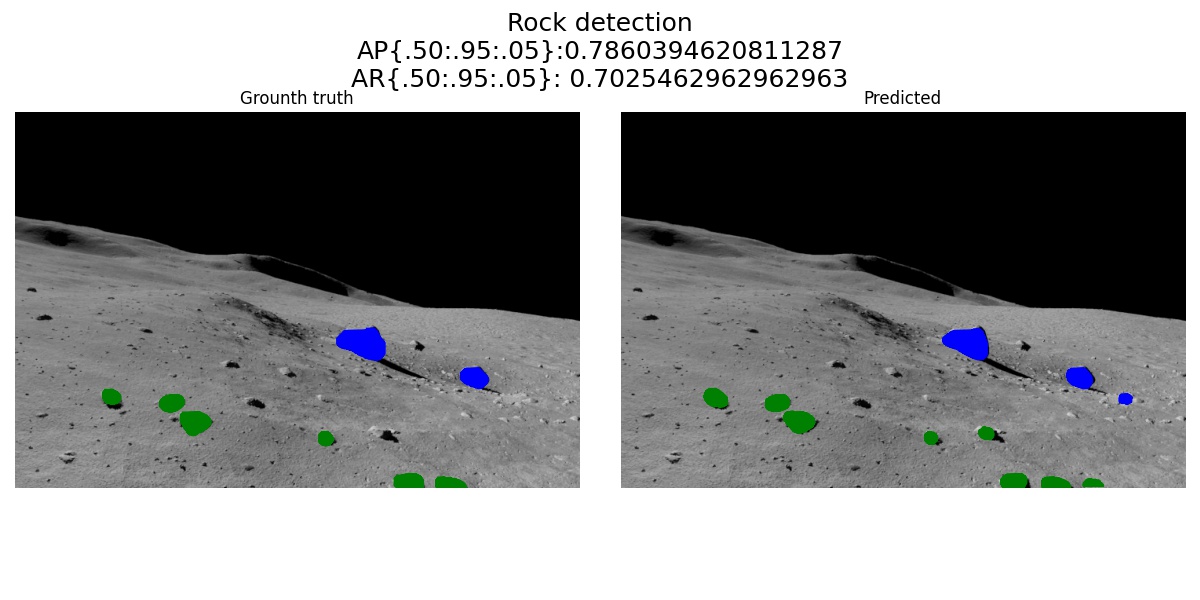 Rock detection
AP{.50:.95:.05}:0.7860394620811287
AR{.50:.95:.05}: 0.7025462962962963
Grounth truth
Predicted